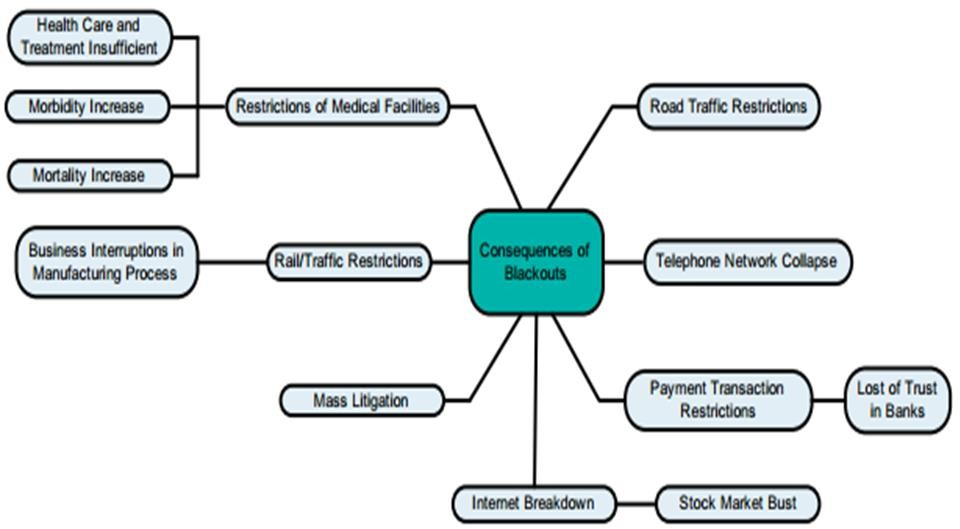 Health Care and
Treatment Insufficient
Morbidity Increase
Restrictions of Medical Facilities
Road Traffic Restrictions
Mortality Increase
Business Interruptions in
Manufacturing Process
Rail/Traffic Restrictions
Consequences of
Blackouts
Telephone Network Collapse
Mass Litigation
Payment Transaction
Restrictions
Lost of Trust
in Banks
Internet Breakdown
Stock Market Bust